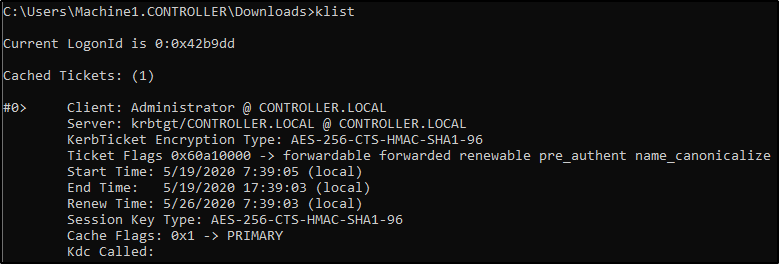 C:\Users\Machine1.CONTROLLER\Downloads>klist
Current LogonId is 0:0x42b9dd
Cached Tickets: (1)
#0>     Client: Administrator @ CONTROLLER.LOCAL
        Server: krbtgt/CONTROLLER.LOCAL @ CONTROLLER.LOCAL
        KerbTicket Encryption Type: AES-256-CTS-HMAC-SHA1-96
        Ticket Flags 0x60a10000 -> forwardable forwarded renewable pre_authent name_canonicalize
        Start Time: 5/19/2020 7:39:05 (local)
        End Time:   5/19/2020 17:39:03 (local)
        Renew Time: 5/26/2020 7:39:03 (local)
        Session Key Type: AES-256-CTS-HMAC-SHA1-96
        Cache Flags: 0x1 -> PRIMARY
        Kdc Called: